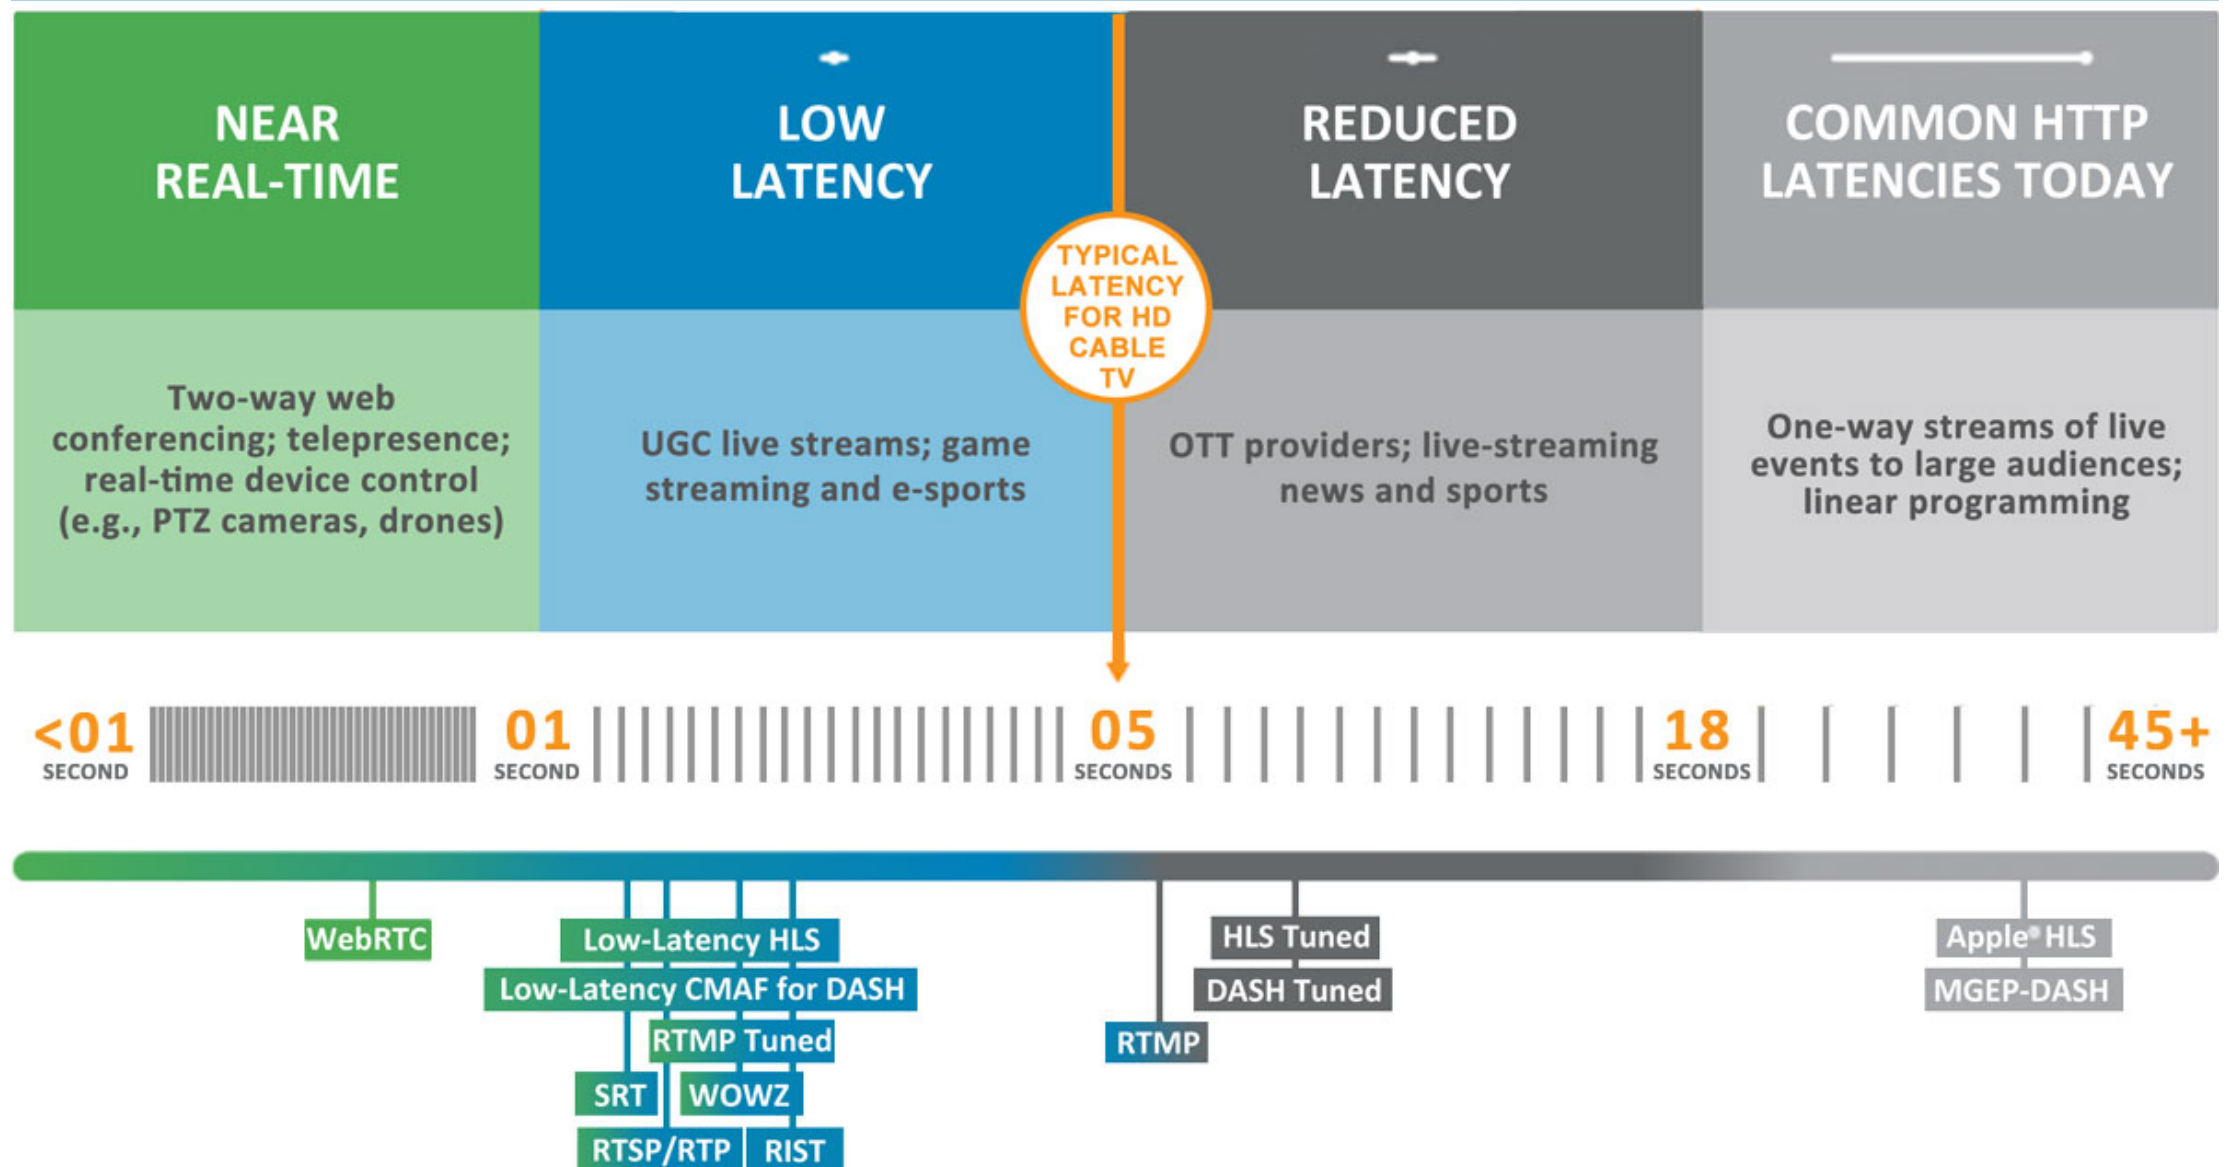 NEAR
REAL-TIME
LOW
LATENCY
REDUCED
LATENCY
COMMON HTTP
LATENCIES TODAY
TYPICAL
LATENCY
FOR HD
CABLE
TV
Two-way web
conferencing; telepresence;
real-time device control
(e.g., PTZ cameras, drones)
UGC live streams; game
streaming and e-sports
OTT providers; live-streaming
news and sports
One-way streams of live
events to large audiences;
linear programming
<01
SECOND
01
SECOND
05
SECONDS
18
SECONDS
45+
SECONDS
WebRTC
Low-Latency HLS
Low-Latency CMAF for DASH
RTMP Tuned
SRT
WOWZ
RTSP/RTP
RIST
RTMP
HLS Tuned
DASH Tuned
Apple® HLS
MGEP-DASH